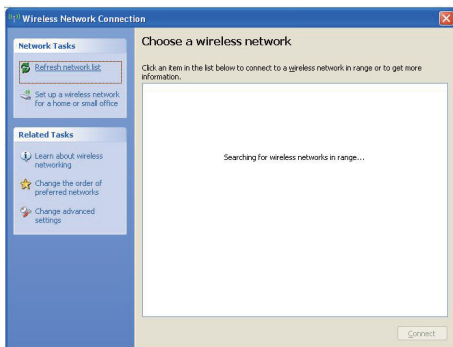 Wireless Network Connection
Network Tasks
Refresh network list
Set up a wireless network
for a home or small office
Related Tasks
Learn about wireless
networking
Change the order of
preferred networks
Change advanced
settings
Choose a wireless network
Click an item in the list below to connect to a wireless network in range or to get more
information.
Searching for wireless networks in range...
Connect